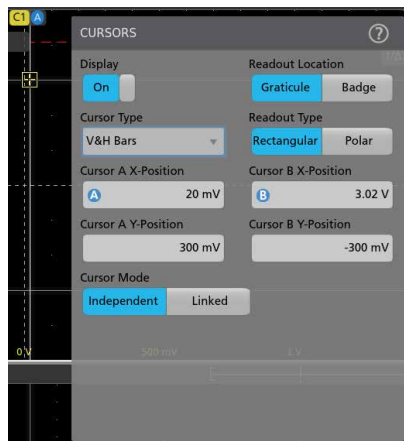 C1 A
CURSORS ?
Display Readout Location
On Graticule Badge
Cursor Type Readout Type
V&H Bars Rectangular Polar
Cursor A X-Position Cursor B X-Position
A 20 mV B 3.02 V
Cursor A Y-Position Cursor B Y-Position
300 mV -300 mV
Cursor Mode
Independent Linked
0 V 500 mV 1 V